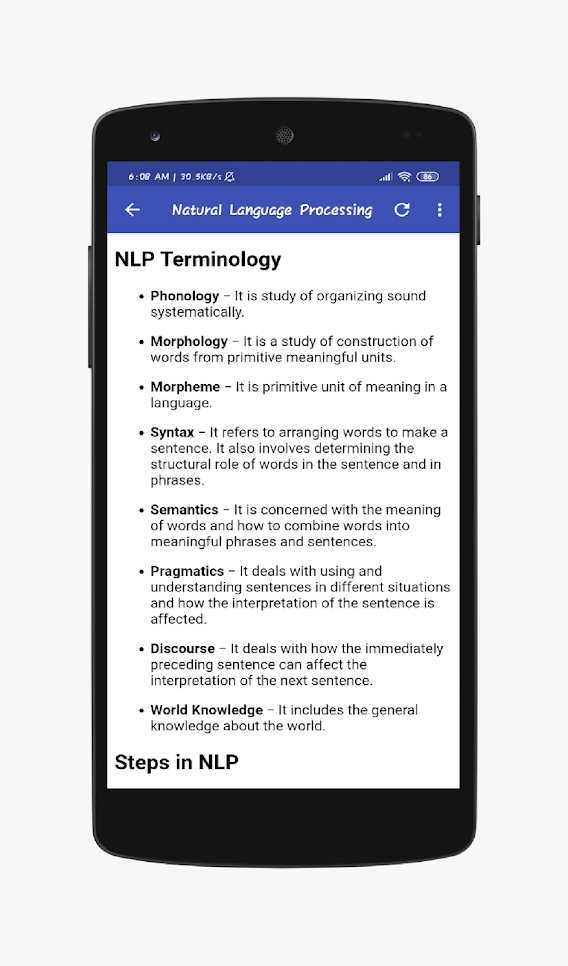 6:08 AM | 30.5KB/s
86
Natural Language Processing
NLP Terminology
• Phonology − It is study of organizing sound
systematically.
• Morphology − It is a study of construction of
words from primitive meaningful units.
• Morpheme − It is primitive unit of meaning in a
language.
• Syntax − It refers to arranging words to make a
sentence. It also involves determining the
structural role of words in the sentence and in
phrases.
• Semantics − It is concerned with the meaning
of words and how to combine words into
meaningful phrases and sentences.
• Pragmatics − It deals with using and
understanding sentences in different situations
and how the interpretation of the sentence is
affected.
• Discourse − It deals with how the immediately
preceding sentence can affect the
interpretation of the next sentence.
• World Knowledge − It includes the general
knowledge about the world.
Steps in NLP